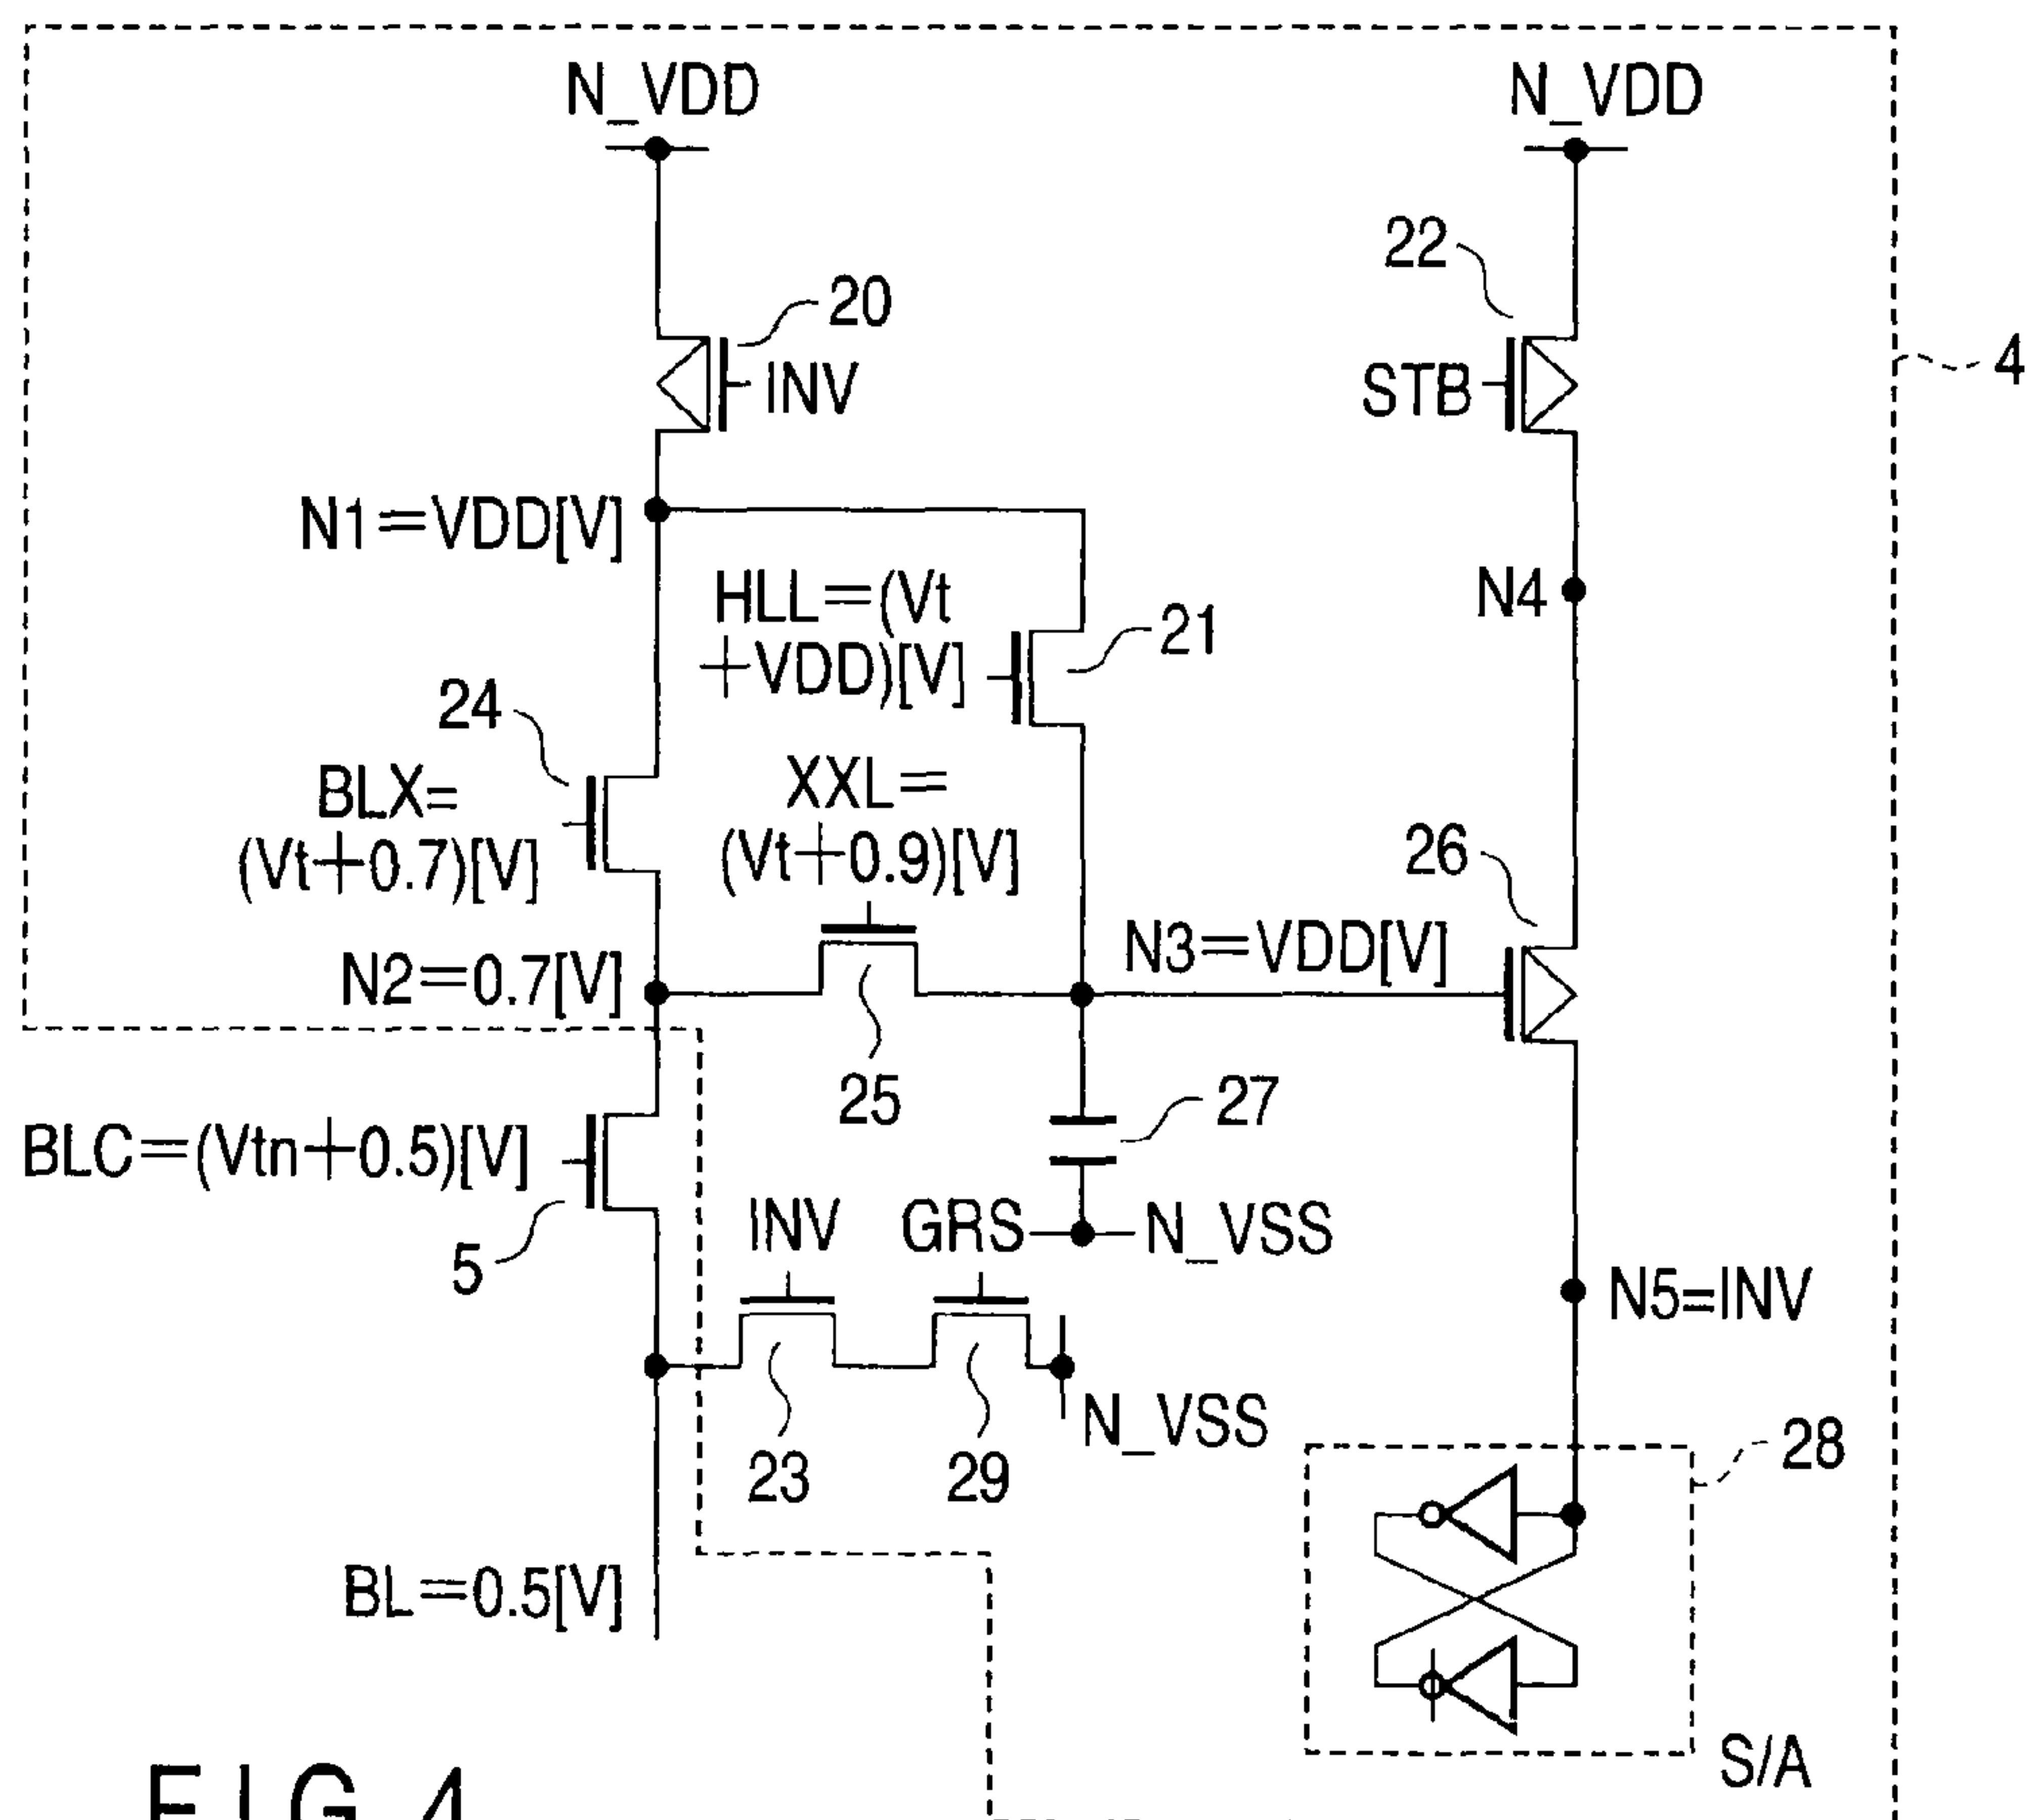 N_VDD
N_VDD
22
20
INV
STB
4
N1=VDD[V]
HLL=(Vt
+VDD)[V]
21
N4
24
BLX=
(Vt+0.7)[V]
XXL=
(Vt+0.9)[V]
26
N2=0.7[V]
N3=VDD[V]
25
27
BLC=(Vtn+0.5)[V]
5
INV
GRS
N_VSS
N5=INV
N_VSS
23
29
28
BL=0.5[V]
S/A
FIG. 4